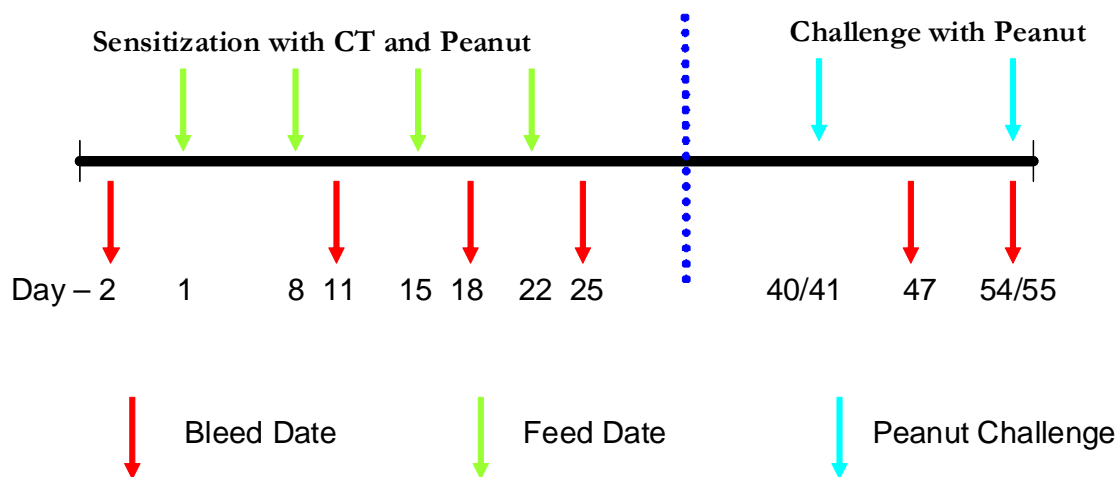 Sensitization with CT and Peanut
Challenge with Peanut
Day – 2 1 8 11 15 18 22 25 40/41 47 54/55
Bleed Date Feed Date Peanut Challenge